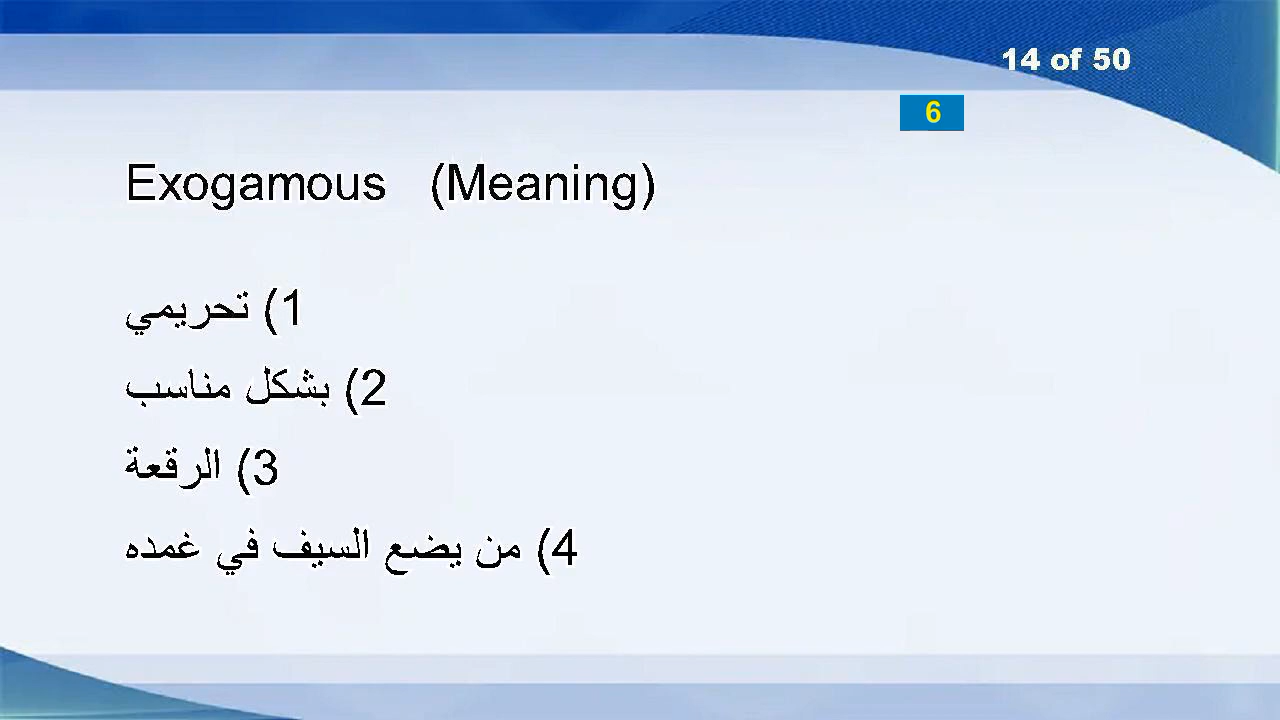 14 of 50
6
Exogamous (Meaning)
1) تحريمي
2) بشكل مناسب
3) الرقعة
4) من يضع السيف في غمده